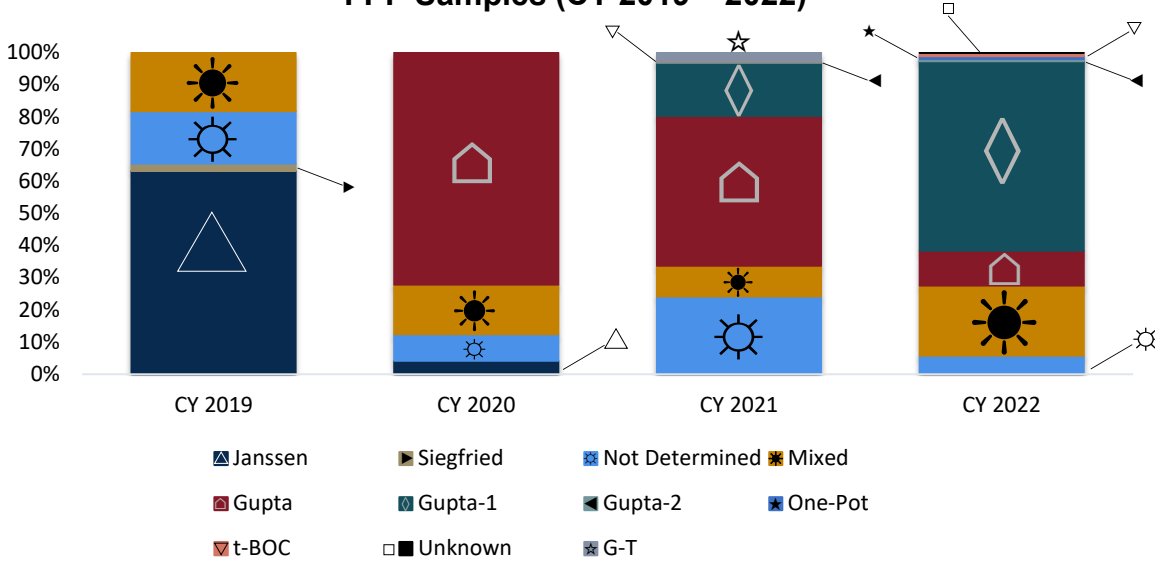 100%
90%
80%
70%
60%
50%
40%
30%
20%
10%
0%
CY 2019 CY 2020 CY 2021 CY 2022
Janssen Siegfried Not Determined Mixed
Gupta Gupta-1 Gupta-2 One-Pot
t-BOC Unknown G-T